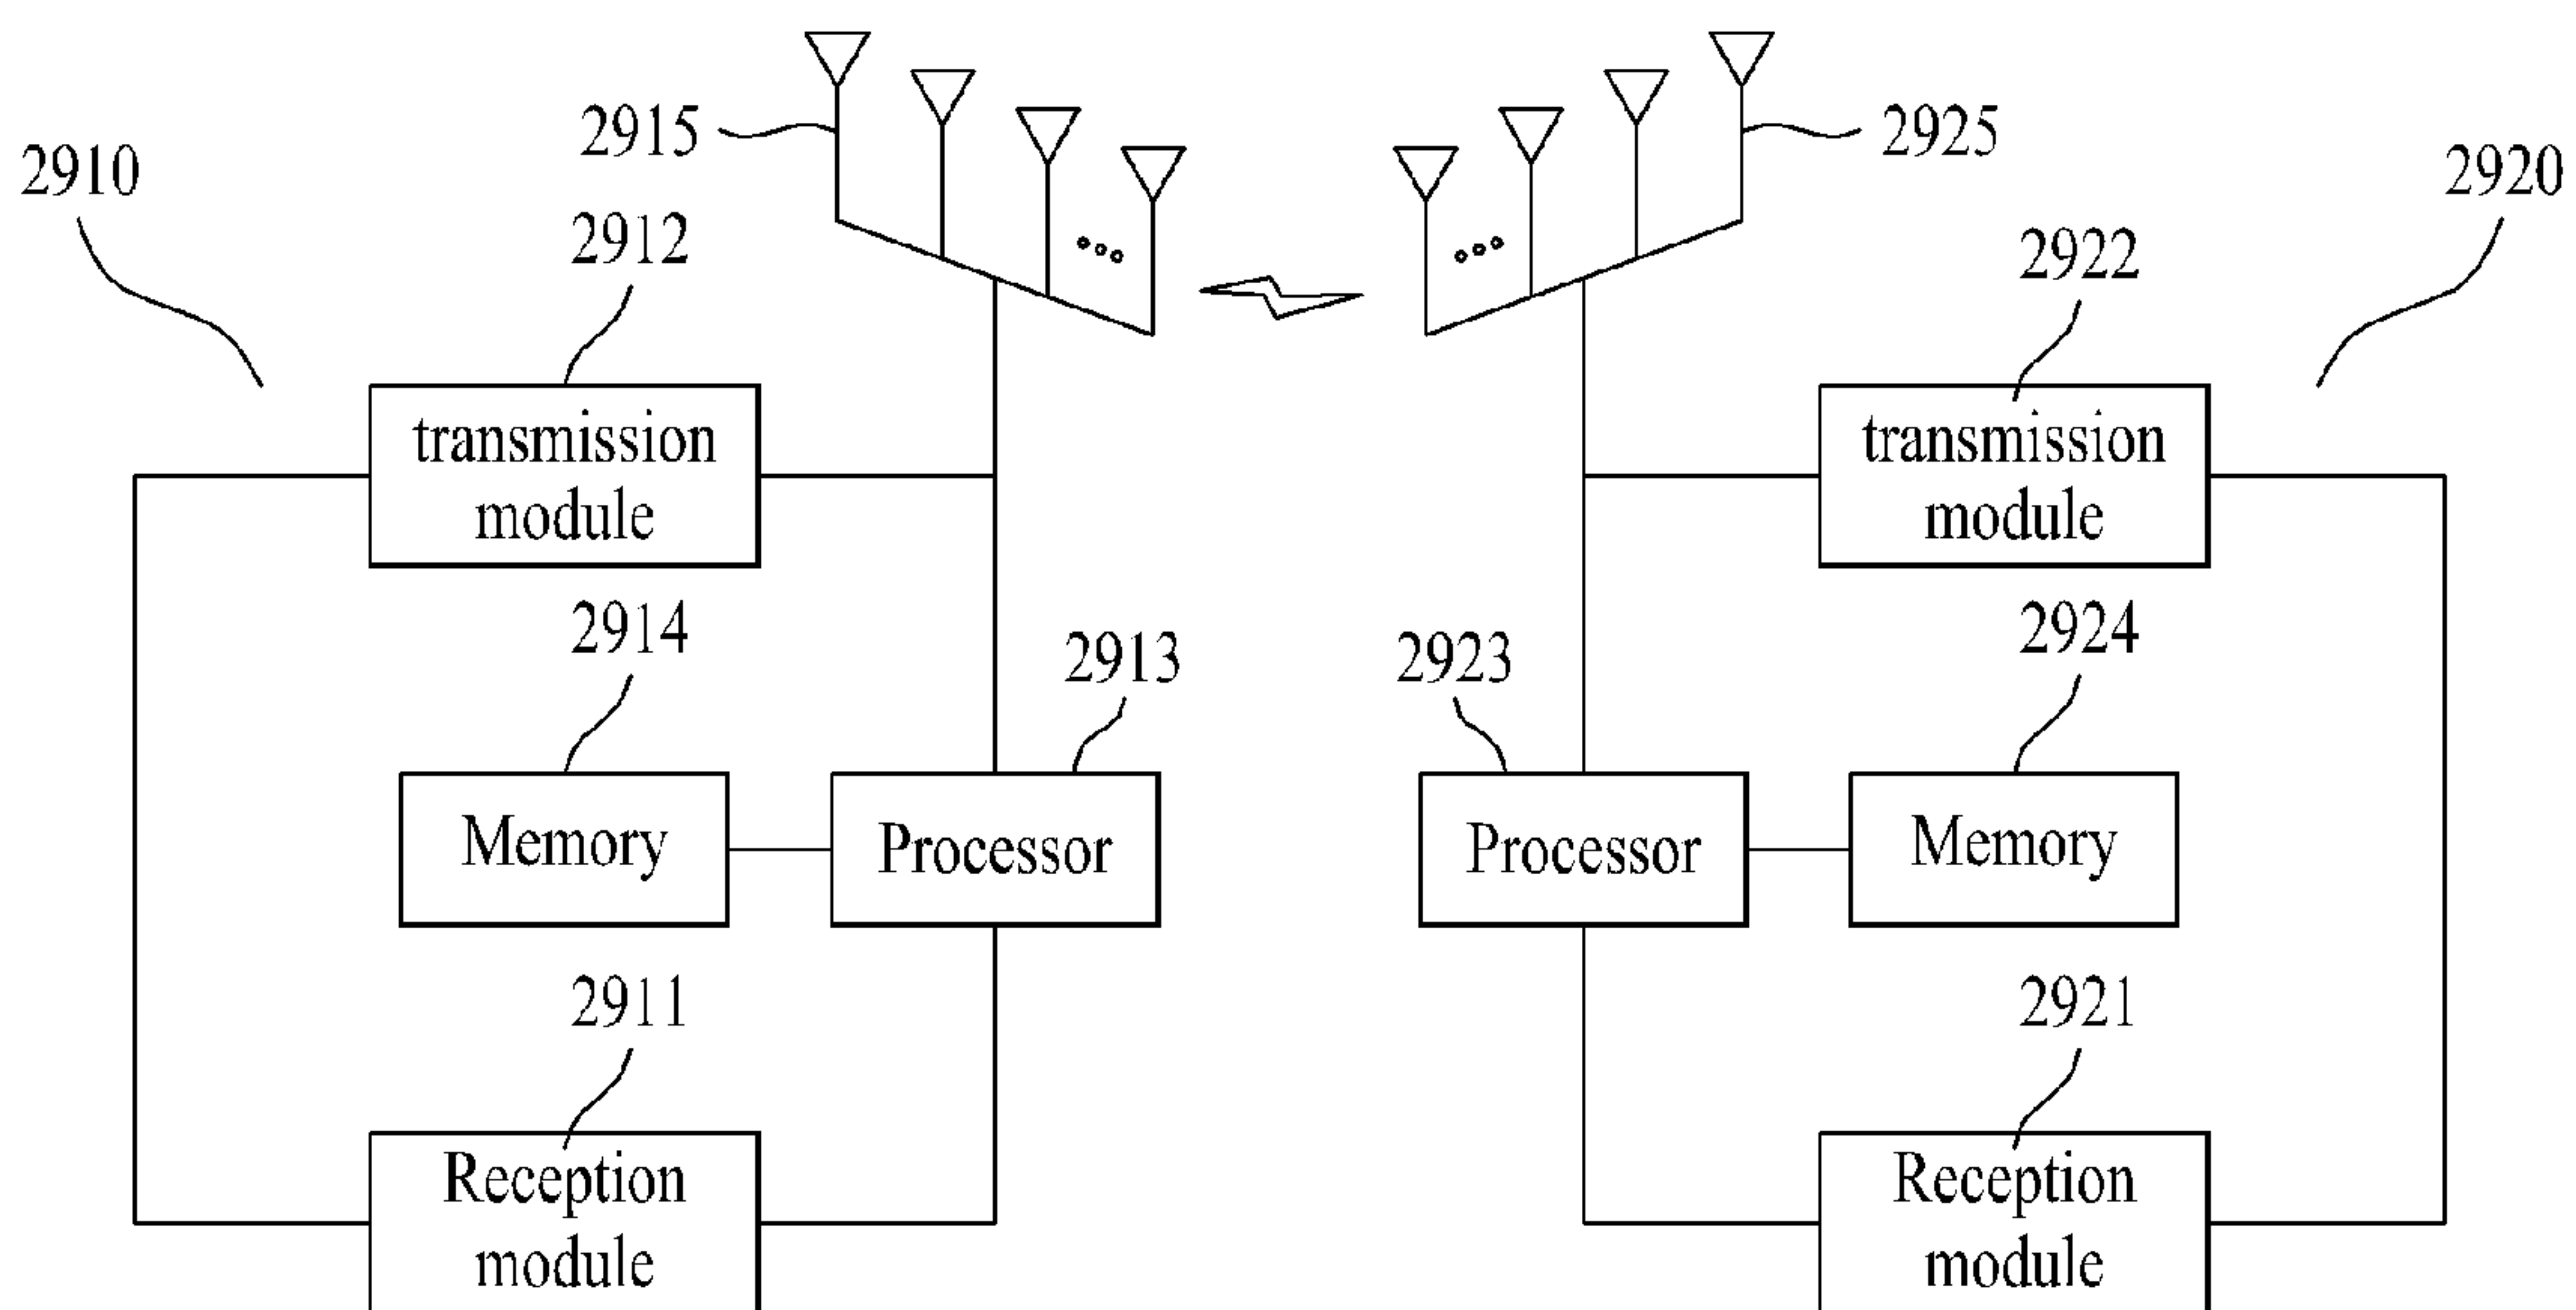 2915
2925
2910
2920
2912
2922
transmission
module
transmission
module
2914
2913
2923
2924
Memory
Processor
Processor
Memory
2911
2921
Reception
module
Reception
module